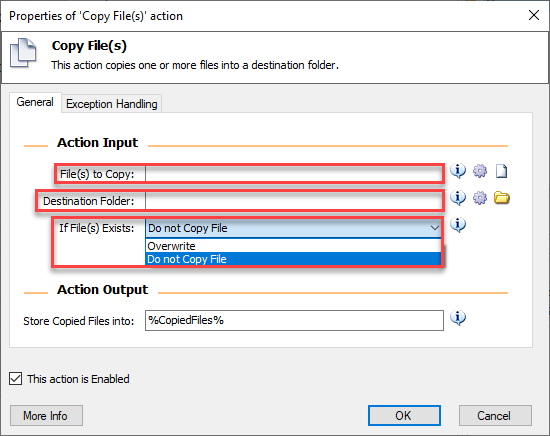 Properties of 'Copy File(s)' action
Copy File(s)
This action copies one or more files into a destination folder.
General Exception Handling
Action Input
File(s) to Copy:
Destination Folder:
If File(s) Exists: Do not Copy File
Overwrite
Do not Copy File
Action Output
Store Copied Files into: %CopiedFiles%
This action is Enabled
More Info OK Cancel